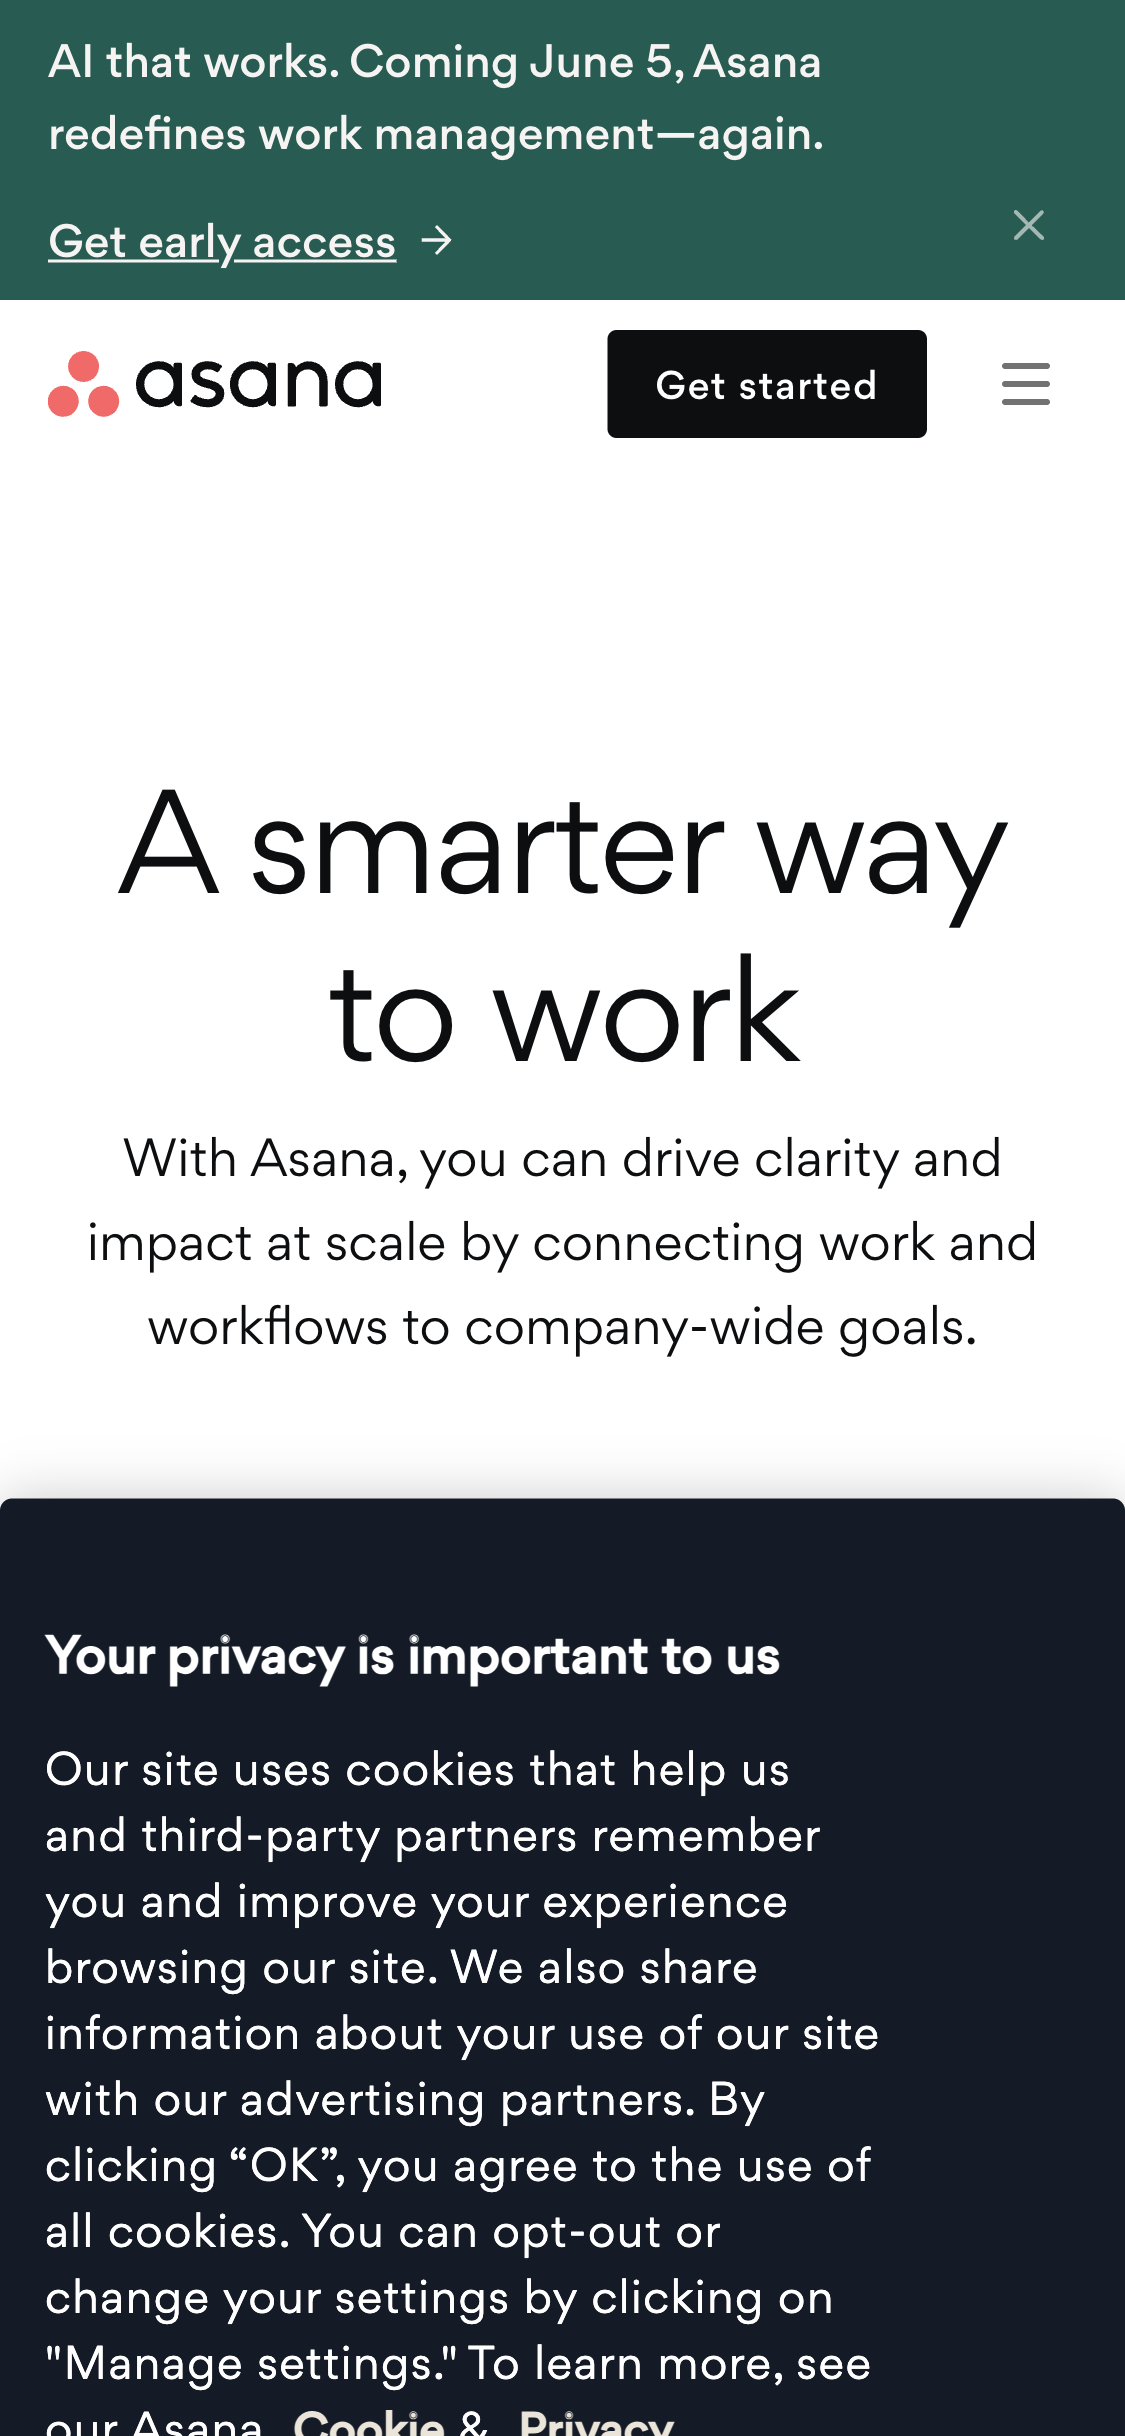 AI that works. Coming June 5, Asana
redefines work management—again.
Get early access →
asana
Get started
A smarter way
to work
With Asana, you can drive clarity and
impact at scale by connecting work and
workflows to company-wide goals.
Your privacy is important to us
Our site uses cookies that help us
and third-party partners remember
you and improve your experience
browsing our site. We also share
information about your use of our site
with our advertising partners. By
clicking “OK”, you agree to the use of
all cookies. You can opt-out or
change your settings by clicking on
"Manage settings." To learn more, see
our Asana Cookie & Privacy